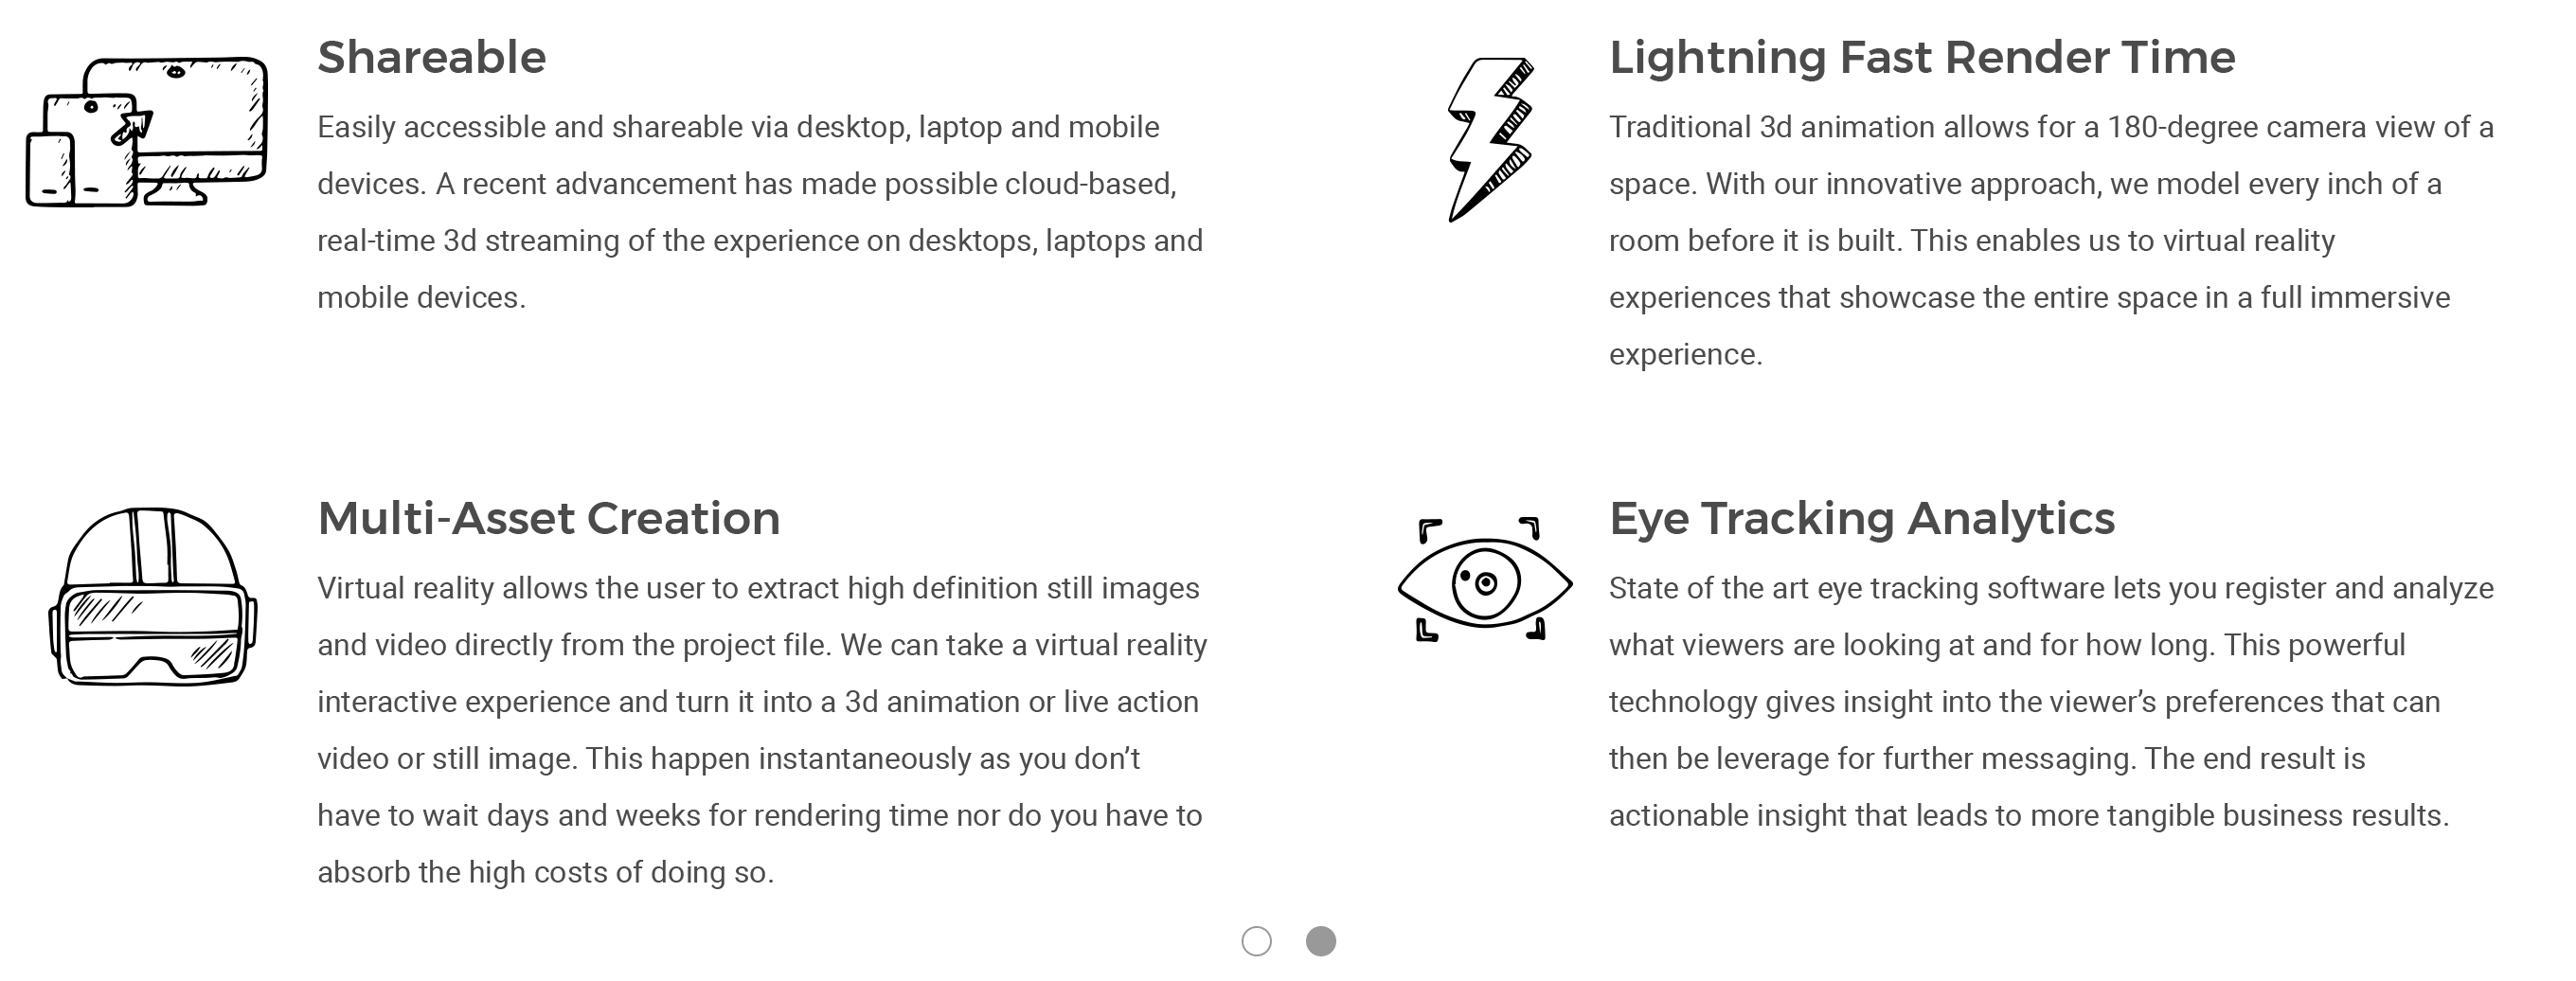 Shareable
Easily accessible and shareable via desktop, laptop and mobile
devices. A recent advancement has made possible cloud-based,
real-time 3d streaming of the experience on desktops, laptops and
mobile devices.
Lightning Fast Render Time
Traditional 3d animation allows for a 180-degree camera view of a
space. With our innovative approach, we model every inch of a
room before it is built. This enables us to virtual reality
experiences that showcase the entire space in a full immersive
experience.
Multi-Asset Creation
Virtual reality allows the user to extract high definition still images
and video directly from the project file. We can take a virtual reality
interactive experience and turn it into a 3d animation or live action
video or still image. This happen instantaneously as you don’t
have to wait days and weeks for rendering time nor do you have to
absorb the high costs of doing so.
Eye Tracking Analytics
State of the art eye tracking software lets you register and analyze
what viewers are looking at and for how long. This powerful
technology gives insight into the viewer’s preferences that can
then be leverage for further messaging. The end result is
actionable insight that leads to more tangible business results.